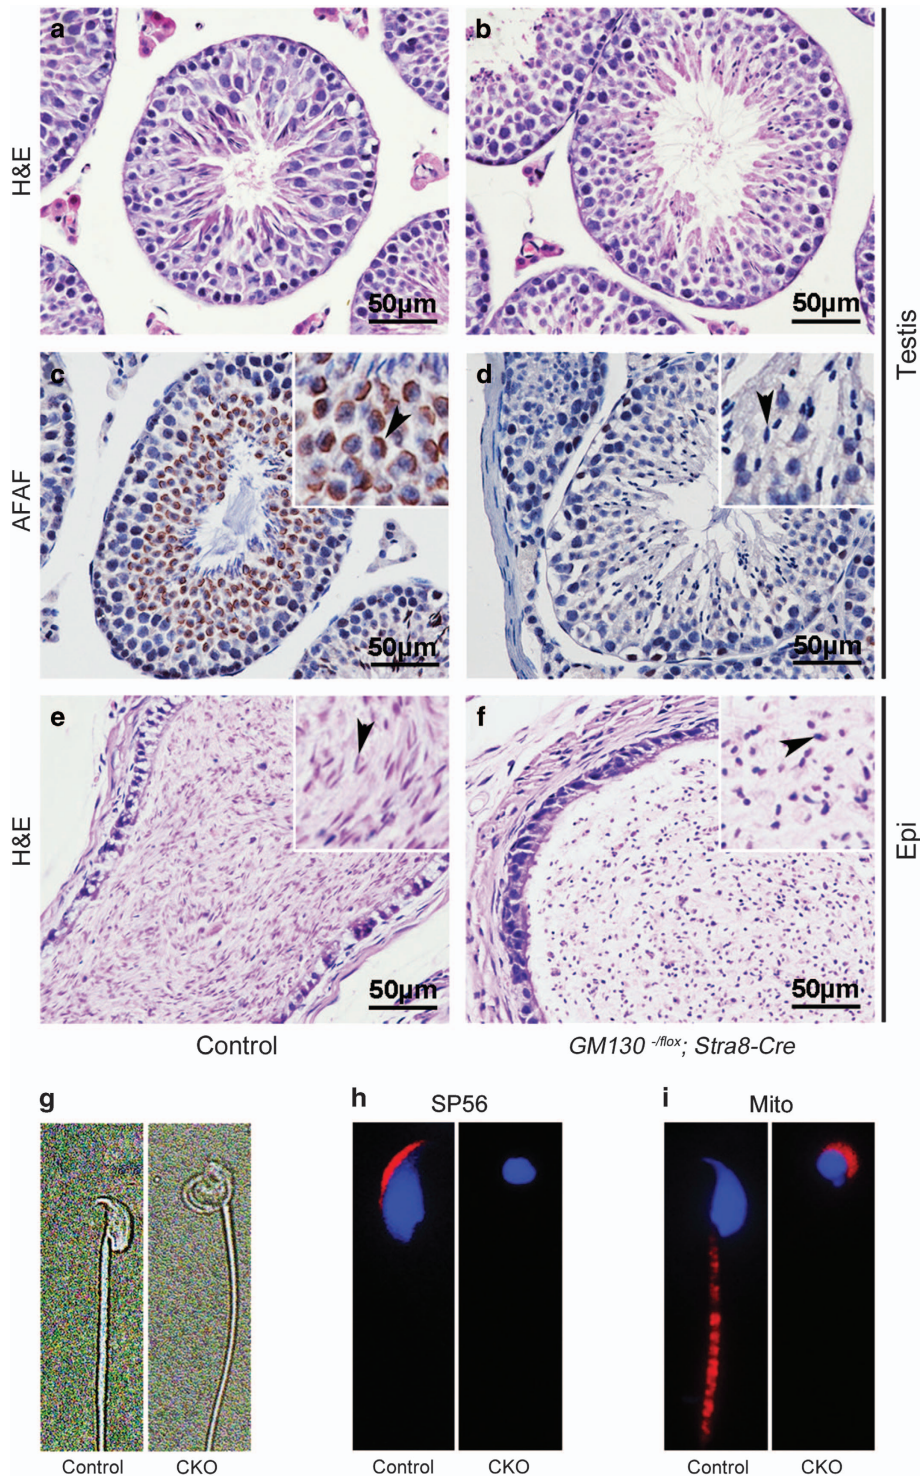 a
b
H&E
50µm
50µm
Testis
c
d
AFAF
50µm
50µm
e
f
H&E
50µm
50µm
Epi
Control
GM130 -/flox; Stra8-Cre
g
h
SP56
i
Mito
Control
CKO
Control
CKO
Control
CKO